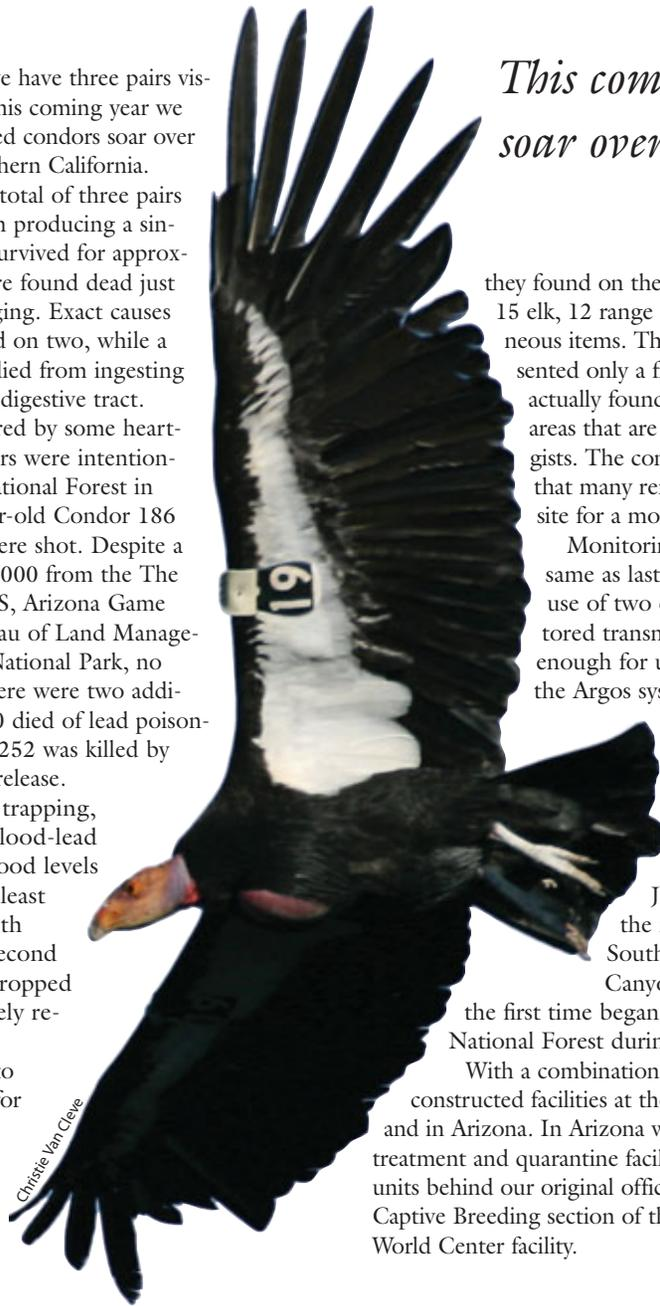 e have three pairs vis-
his coming year we
ed condors soar over
hern California.
total of three pairs
n producing a sin-
urvived for approx-
re found dead just
ging. Exact causes
d on two, while a
lied from ingesting
digestive tract.
red by some heart-
rs were intention-
ational Forest in
r-old Condor 186
ere shot. Despite a
000 from the The
S, Arizona Game
au of Land Manage-
National Park, no
ere were two addi-
0 died of lead poison-
252 was killed by
release.
trapping,
lood-lead
ood levels
least
th
econd
ropped
ely re-
to
for
Christie Van Cleve
19
This com
soar over
they found on the
15 elk, 12 range
neous items. Th
sented only a f
actually found
areas that are
gists. The con
that many re
site for a mo
Monitorin
same as last
use of two
tored transm
enough for u
the Argos sys
J
the
South
Canyo
the first time began
National Forest durin
With a combination
constructed facilities at the
and in Arizona. In Arizona w
treatment and quarantine facil
units behind our original offic
Captive Breeding section of th
World Center facility.